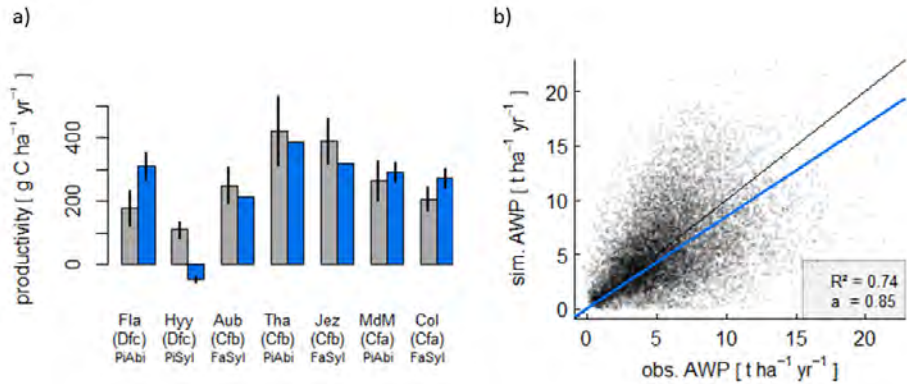 a)
productivity [ g C ha⁻¹ yr⁻¹ ]
0 200 400
Fla Hyy Aub Tha Jez MdM Col
(Dfc) (Dfc) (Cfb) (Cfb) (Cfb) (Cfa) (Cfa)
PiAbi PiSyl FaSyl PiAbi FaSyl PiAbi FaSyl
b)
sim. AWP [ t ha⁻¹ yr⁻¹ ]
20
15
10
5
0
R² = 0.74
a = 0.85
0 5 10 15 20
obs. AWP [ t ha⁻¹ yr⁻¹ ]